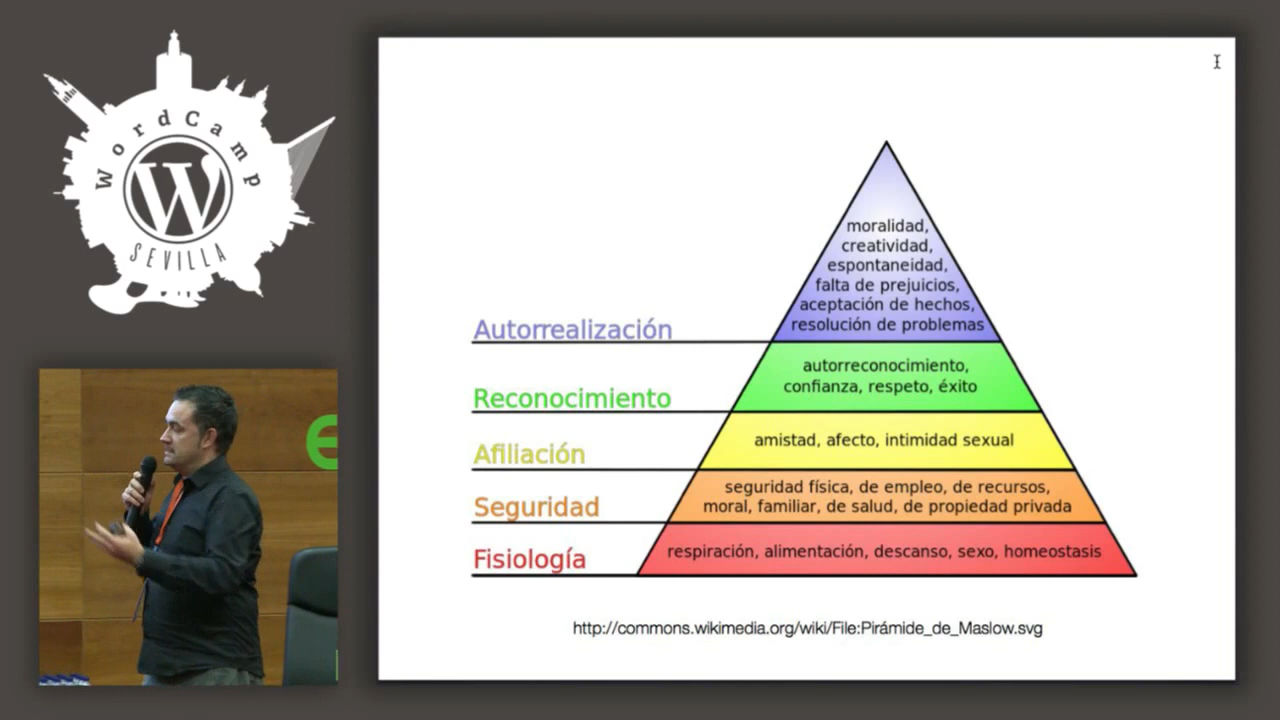 WordCamp
SEVILLA
moralidad,
creatividad,
espontaneidad,
falta de prejuicios,
aceptación de hechos,
resolución de problemas
Autorrealización
autorreconocimiento,
confianza, respeto, éxito
Reconocimiento
amistad, afecto, intimidad sexual
Afiliación
seguridad física, de empleo, de recursos,
moral, familiar, de salud, de propiedad privada
Seguridad
respiración, alimentación, descanso, sexo, homeostasis
Fisiología
http://commons.wikimedia.org/wiki/File:Pirámide_de_Maslow.svg